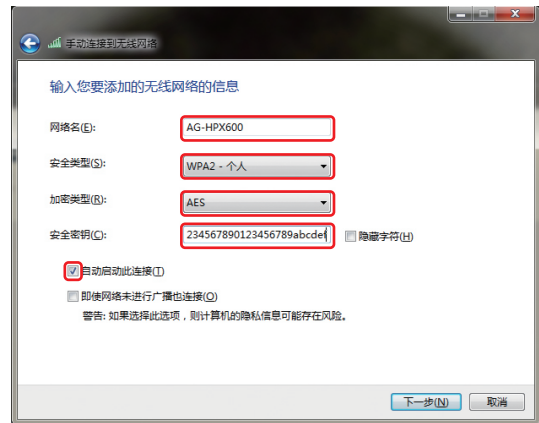 手动连接到无线网络
输入您要添加的无线网络的信息
网络名(E): AG-HPX600
安全类型(S): WPA2 - 个人
加密类型(R): AES
安全密钥(C): 234567890123456789abcdef 隐藏字符(H)
自动启动此连接(T)
即使网络未进行广播也连接(O)
警告: 如果选择此选项，则计算机的隐私信息可能存在风险。
下一步(N) 取消